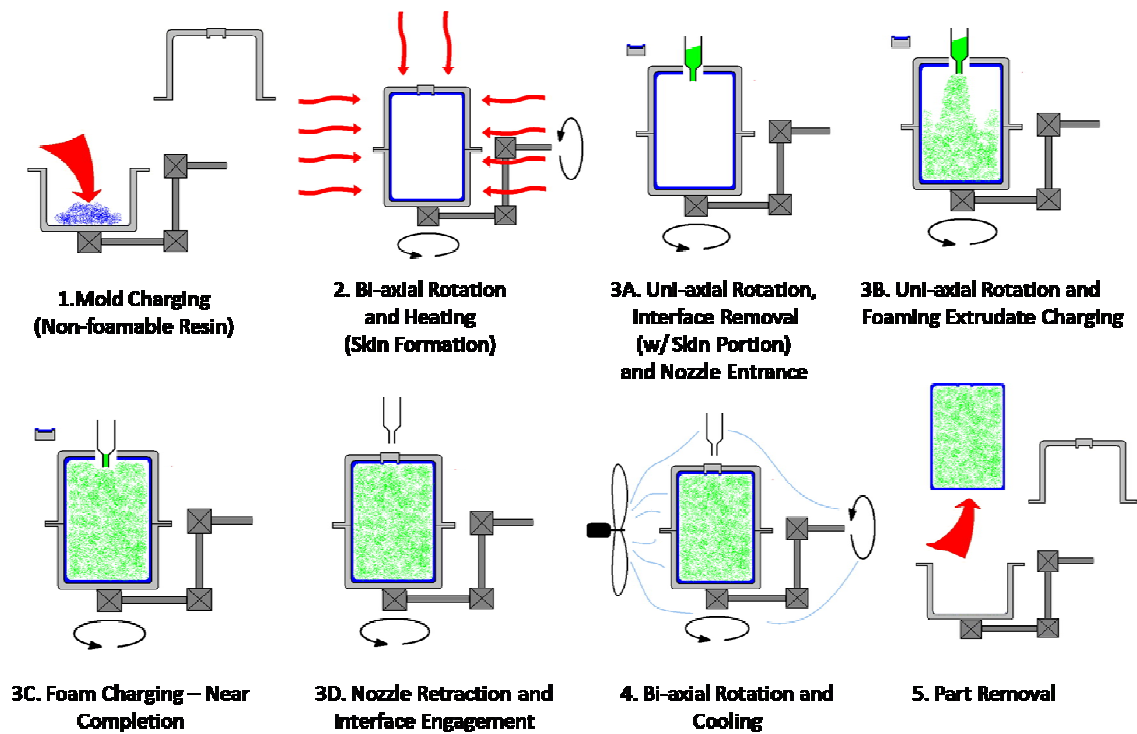 1.Mold Charging
(Non-foamable Resin)
2. Bi-axial Rotation
and Heating
(Skin Formation)
3A. Uni-axial Rotation,
Interface Removal
(w/ Skin Portion)
and Nozzle Entrance
3B. Uni-axial Rotation and
Foaming Extrudate Charging
3C. Foam Charging – Near
Completion
3D. Nozzle Retraction and
Interface Engagement
4. Bi-axial Rotation and
Cooling
5. Part Removal